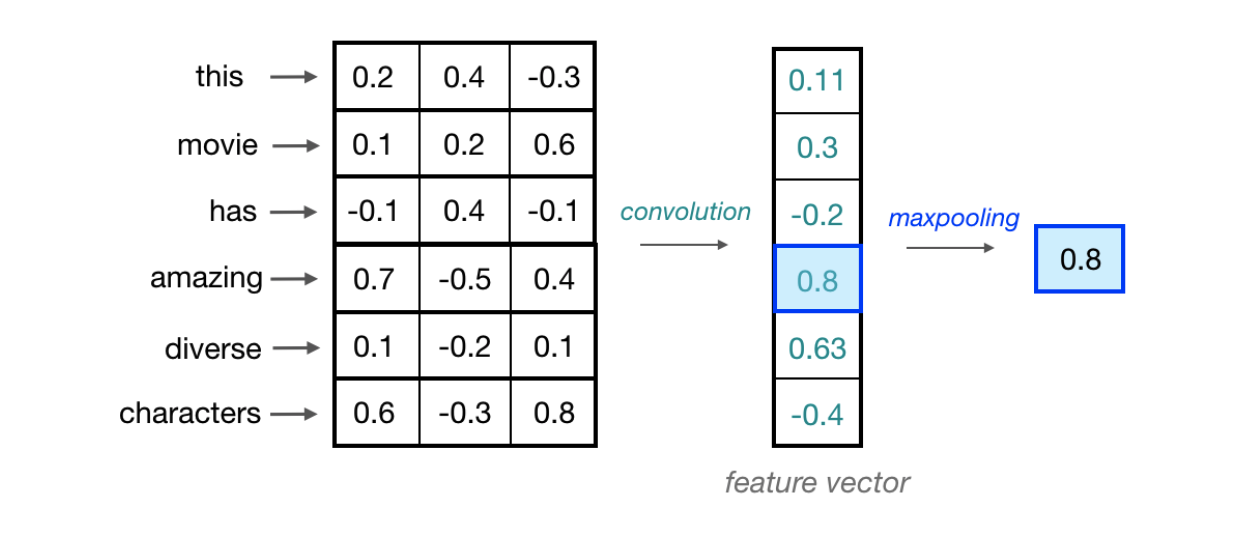 this 0.2 0.4 -0.3 0.11
movie 0.1 0.2 0.6 0.3
has -0.1 0.4 -0.1 convolution -0.2 maxpooling
0.8
amazing 0.7 -0.5 0.4 0.8
diverse 0.1 -0.2 0.1 0.63
characters 0.6 -0.3 0.8 -0.4
feature vector